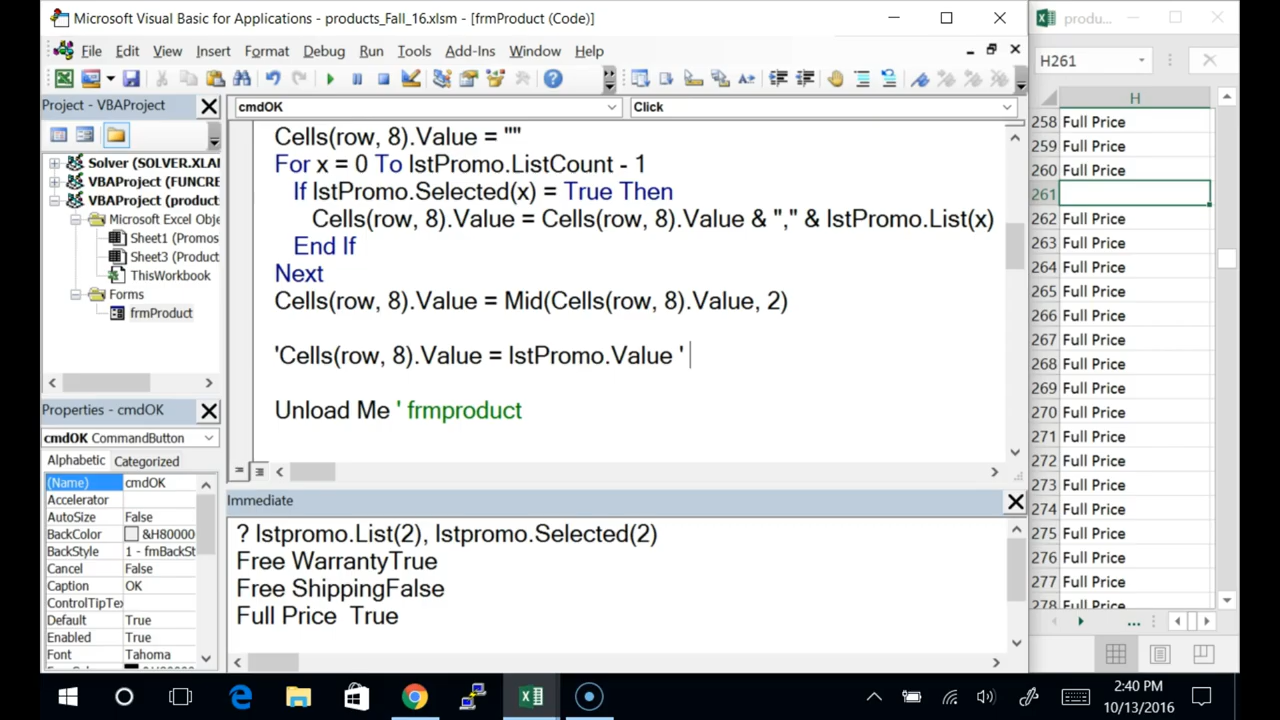 Microsoft Visual Basic for Applications - products_Fall_16.xlsm - [frmProduct (Code)]
produ...
File Edit View Insert Format Debug Run Tools Add-Ins Window Help
H261
Project - VBAProject
cmdOK
Click
H
Solver (SOLVER.XLAI
VBAProject (FUNCRE
VBAProject (product
Microsoft Excel Obje
Sheet1 (Promos
Sheet3 (Product
ThisWorkbook
Forms
frmProduct
Cells(row, 8).Value = ""
For x = 0 To lstPromo.ListCount - 1
If lstPromo.Selected(x) = True Then
Cells(row, 8).Value = Cells(row, 8).Value & "," & lstPromo.List(x)
End If
Next
Cells(row, 8).Value = Mid(Cells(row, 8).Value, 2)
'Cells(row, 8).Value = lstPromo.Value '
Unload Me ' frmproduct
258 Full Price
259 Full Price
260 Full Price
261
262 Full Price
263 Full Price
264 Full Price
265 Full Price
266 Full Price
267 Full Price
268 Full Price
269 Full Price
270 Full Price
271 Full Price
272 Full Price
273 Full Price
274 Full Price
275 Full Price
276 Full Price
277 Full Price
278 Full Price
...
Properties - cmdOK
cmdOK CommandButton
Alphabetic Categorized
(Name) cmdOK
Accelerator
AutoSize False
BackColor &H80000
BackStyle 1 - fmBackSt
Cancel False
Caption OK
ControlTipTex
Default True
Enabled True
Font Tahoma
Immediate
? lstpromo.List(2), lstpromo.Selected(2)
Free WarrantyTrue
Free ShippingFalse
Full Price True
2:40 PM
10/13/2016